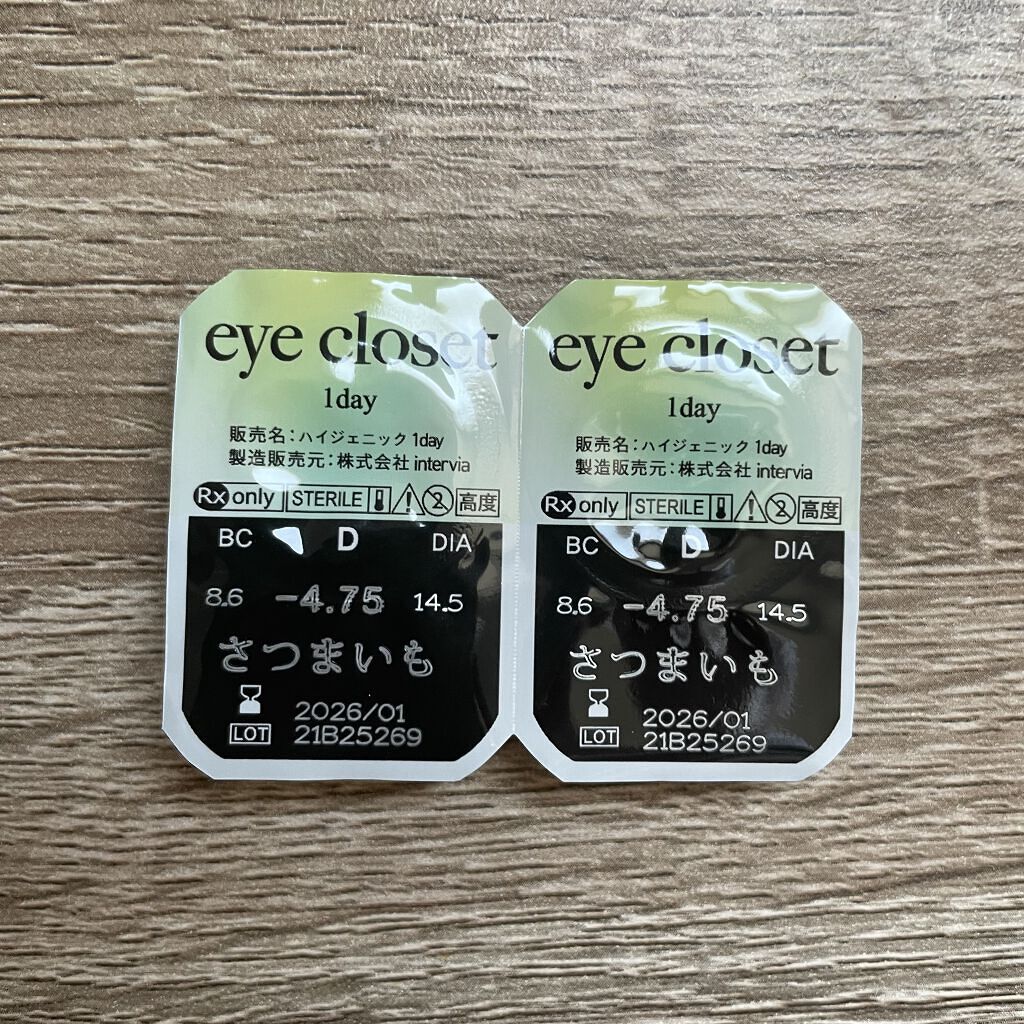 eye closet
1day
販売名：ハイジェニック 1day
製造販売元：株式会社 intervia
Rx only STERILE 2 高度
BC D DIA
8.6 -4.75 14.5
さつまいも
2026/01
LOT 21B25269
eye closet
1day
販売名：ハイジェニック 1day
製造販売元：株式会社 intervia
Rx only STERILE 2 高度
BC D DIA
8.6 -4.75 14.5
さつまいも
2026/01
LOT 21B25269